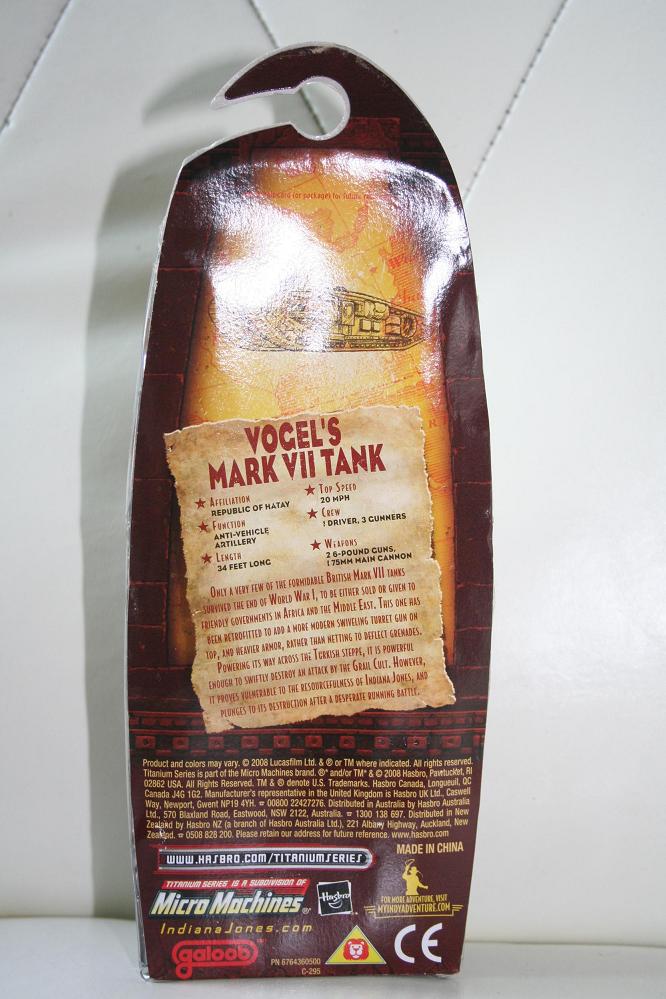 card (or package) for future re
VOGEL'S
MARK VII TANK
★ AFFILIATION
REPUBLIC OF HATAY
★ FUNCTION
ANTI-VEHICLE
ARTILLERY
★ LENGTH
34 FEET LONG
★ TOP SPEED
20 MPH
★ CREW
1 DRIVER, 3 GUNNERS
★ WEAPONS
2 6-POUND GUNS,
1 75MM MAIN CANNON
ONLY A VERY FEW OF THE FORMIDABLE BRITISH MARK VII TANKS
SURVIVED THE END OF WORLD WAR I, TO BE EITHER SOLD OR GIVEN TO
FRIENDLY GOVERNMENTS IN AFRICA AND THE MIDDLE EAST. THIS ONE HAS
BEEN RETROFITTED TO ADD A MORE MODERN SWIVELING TURRET GUN ON
TOP, AND HEAVIER ARMOR, RATHER THAN NETTING TO DEFLECT GRENADES.
POWERING ITS WAY ACROSS THE TURKISH STEPPE, IT IS POWERFUL
ENOUGH TO SWIFTLY DESTROY AN ATTACK BY THE GRAIL CULT. HOWEVER,
IT PROVES VULNERABLE TO THE RESOURCEFULNESS OF INDIANA JONES, AND
PLUNGES TO ITS DESTRUCTION AFTER A DESPERATE RUNNING BATTLE.
Product and colors may vary. © 2008 Lucasfilm Ltd. & ® or TM where indicated. All rights reserved.
Titanium Series is part of the Micro Machines brand. ®* and/or TM* & © 2008 Hasbro, Pawtucket, RI
02862 USA. All Rights Reserved. TM & ® denote U.S. Trademarks. Hasbro Canada, Longueuil, QC
Canada J4G 1G2. Manufacturer's representative in the United Kingdom is Hasbro UK Ltd., Caswell
Way, Newport, Gwent NP19 4YH. ☎ 00800 22427276. Distributed in Australia by Hasbro Australia
Ltd., 570 Blaxland Road, Eastwood, NSW 2122, Australia. ☎ 1300 138 697. Distributed in New
Zealand by Hasbro NZ (a branch of Hasbro Australia Ltd.), 221 Albany Highway, Auckland, New
Zealand. ☎ 0508 828 200. Please retain our address for future reference. www.hasbro.com
MADE IN CHINA
WWW.HASBRO.COM/TITANIUMSERIES
TITANIUM SERIES IS A SUBDIVISION OF
Micro Machines®
Hasbro
FOR MORE ADVENTURE, VISIT
MYINDYADVENTURE.COM
IndianaJones.com
galoob™
PN 6764360500
C-295
CE